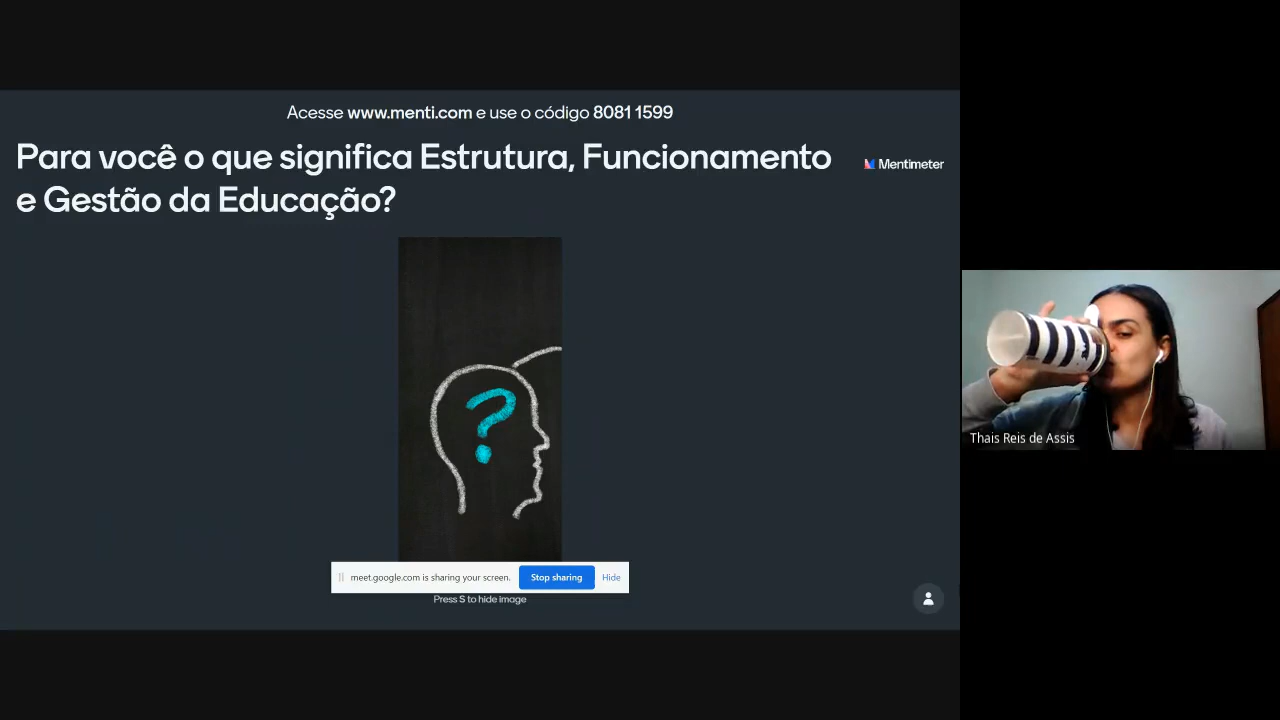 Acesse www.menti.com e use o código 8081 1599
Para você o que significa Estrutura, Funcionamento
e Gestão da Educação?
Mentimeter
meet.google.com is sharing your screen.
Stop sharing
Hide
Press S to hide image
Thais Reis de Assis